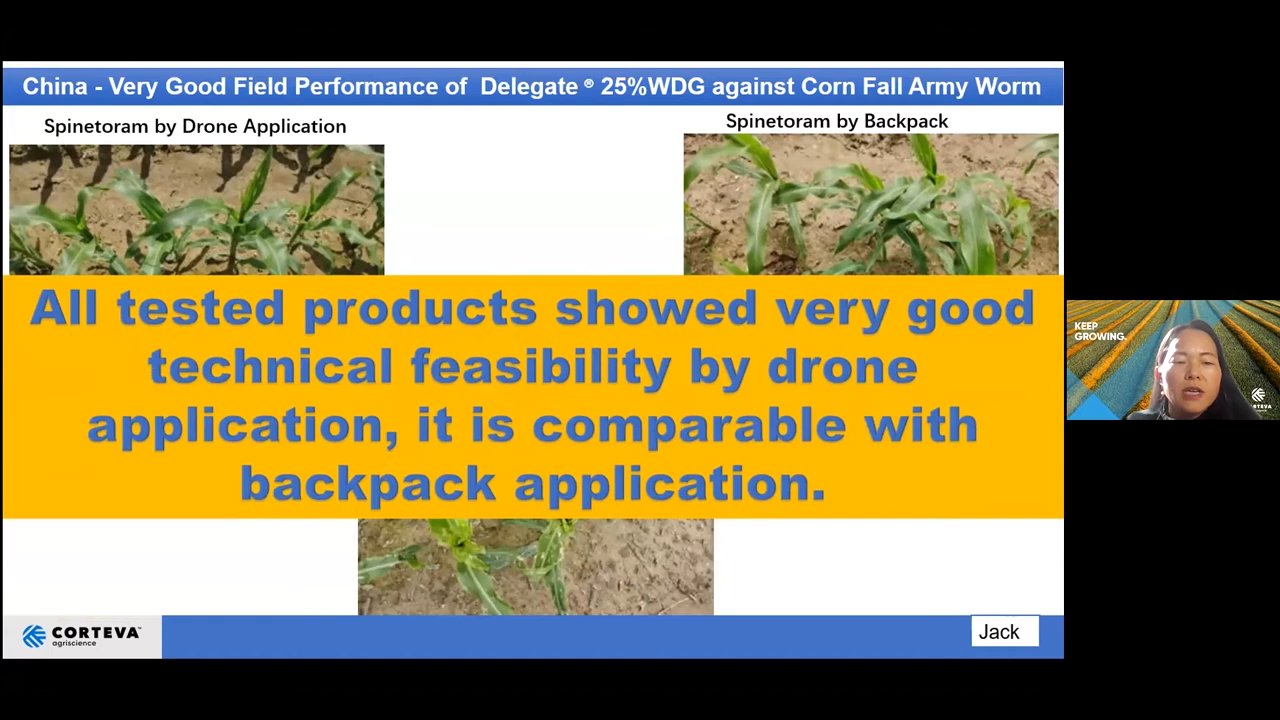 China - Very Good Field Performance of Delegate ® 25%WDG against Corn Fall Army Worm
Spinetoram by Drone Application
Spinetoram by Backpack
All tested products showed very good
technical feasibility by drone
application, it is comparable with
backpack application.
KEEP
GROWING.
CORTEVA™
agriscience
Jack